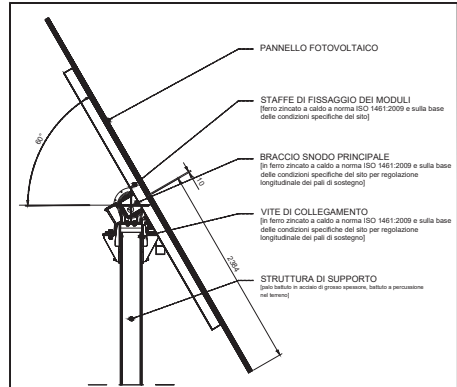 PANNELLO FOTOVOLTAICO
STAFFE DI FISSAGGIO DEI MODULI
[ferro zincato a caldo a norma ISO 1461:2009 e sulla base
delle condizioni specifiche del sito]
60°
BRACCIO SNODO PRINCIPALE
[in ferro zincato a caldo a norma ISO 1461:2009 e sulla base
delle condizioni specifiche del sito per regolazione
longitudinale dei pali di sostegno]
110
VITE DI COLLEGAMENTO
[in ferro zincato a caldo a norma ISO 1461:2009 e sulla base
delle condizioni specifiche del sito per regolazione
longitudinale dei pali di sostegno]
2384
STRUTTURA DI SUPPORTO
[palo battuto in acciaio di grosso spessore, battuto a percussione
nel terreno]